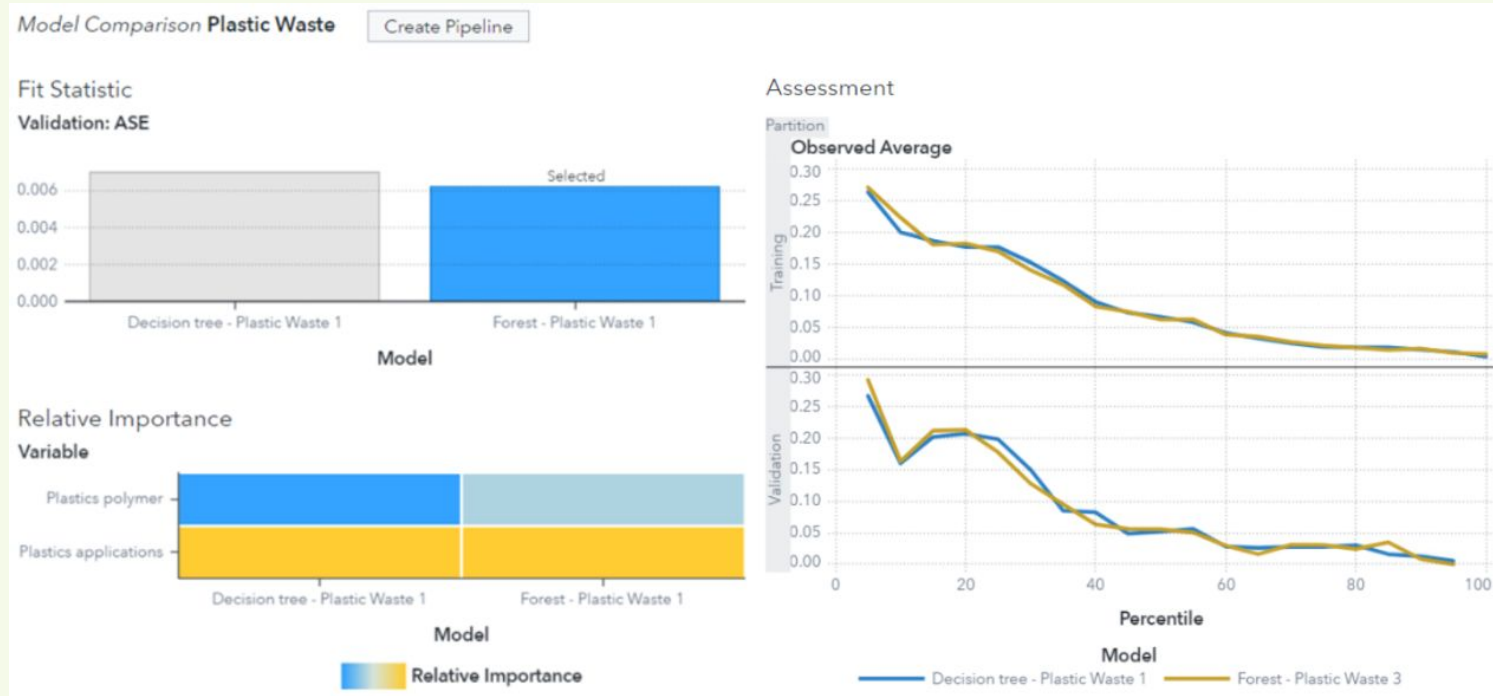 Model Comparison Plastic Waste
Create Pipeline
Fit Statistic
Validation: ASE
Selected
0.006
0.004
0.002
0.000
Decision tree - Plastic Waste 1
Forest - Plastic Waste 1
Model
Relative Importance
Variable
Plastics polymer
Plastics applications
Decision tree - Plastic Waste 1
Forest - Plastic Waste 1
Model
Relative Importance
Assessment
Partition
Observed Average
Training
0.30
0.25
0.20
0.15
0.10
0.05
0.00
Validation
0.30
0.25
0.20
0.15
0.10
0.05
0.00
0 20 40 60 80 100
Percentile
Model
Decision tree - Plastic Waste 1
Forest - Plastic Waste 3